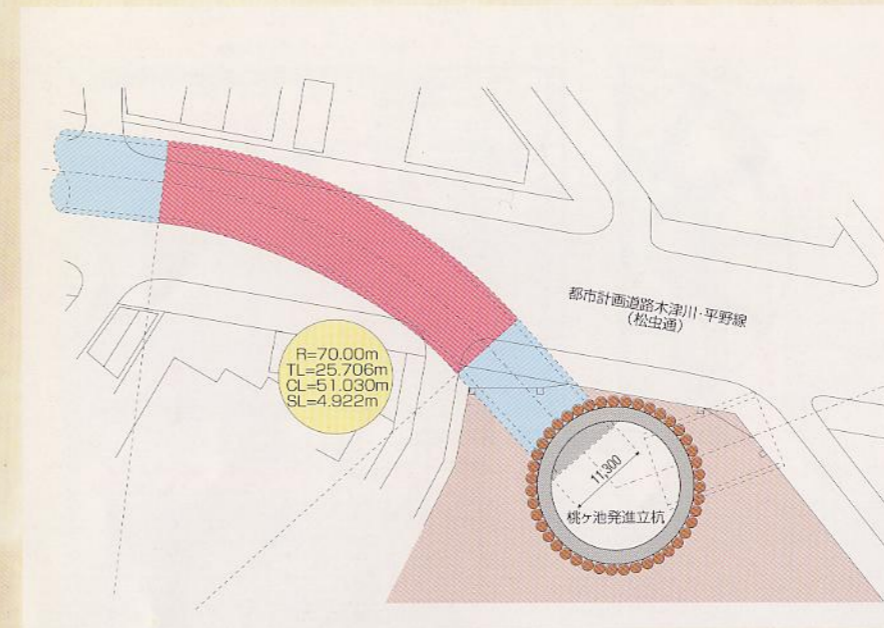 都市計画道路木津川・平野線
(松虫通)
R=70.00m
TL=25.706m
CL=51.030m
SL=4.922m
11,300
桃ヶ池発進立杭